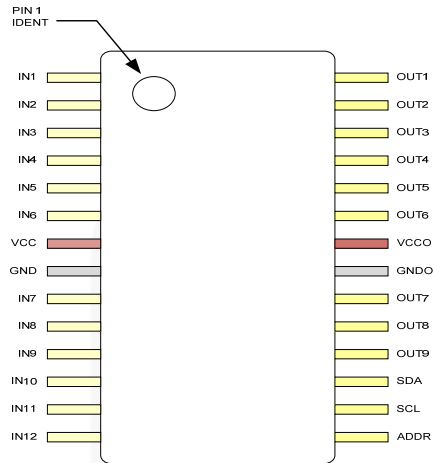 PIN 1
IDENT
IN1 OUT1
IN2 OUT2
IN3 OUT3
IN4 OUT4
IN5 OUT5
IN6 OUT6
VCC VCCO
GND GNDO
IN7 OUT7
IN8 OUT8
IN9 OUT9
IN10 SDA
IN11 SCL
IN12 ADDR